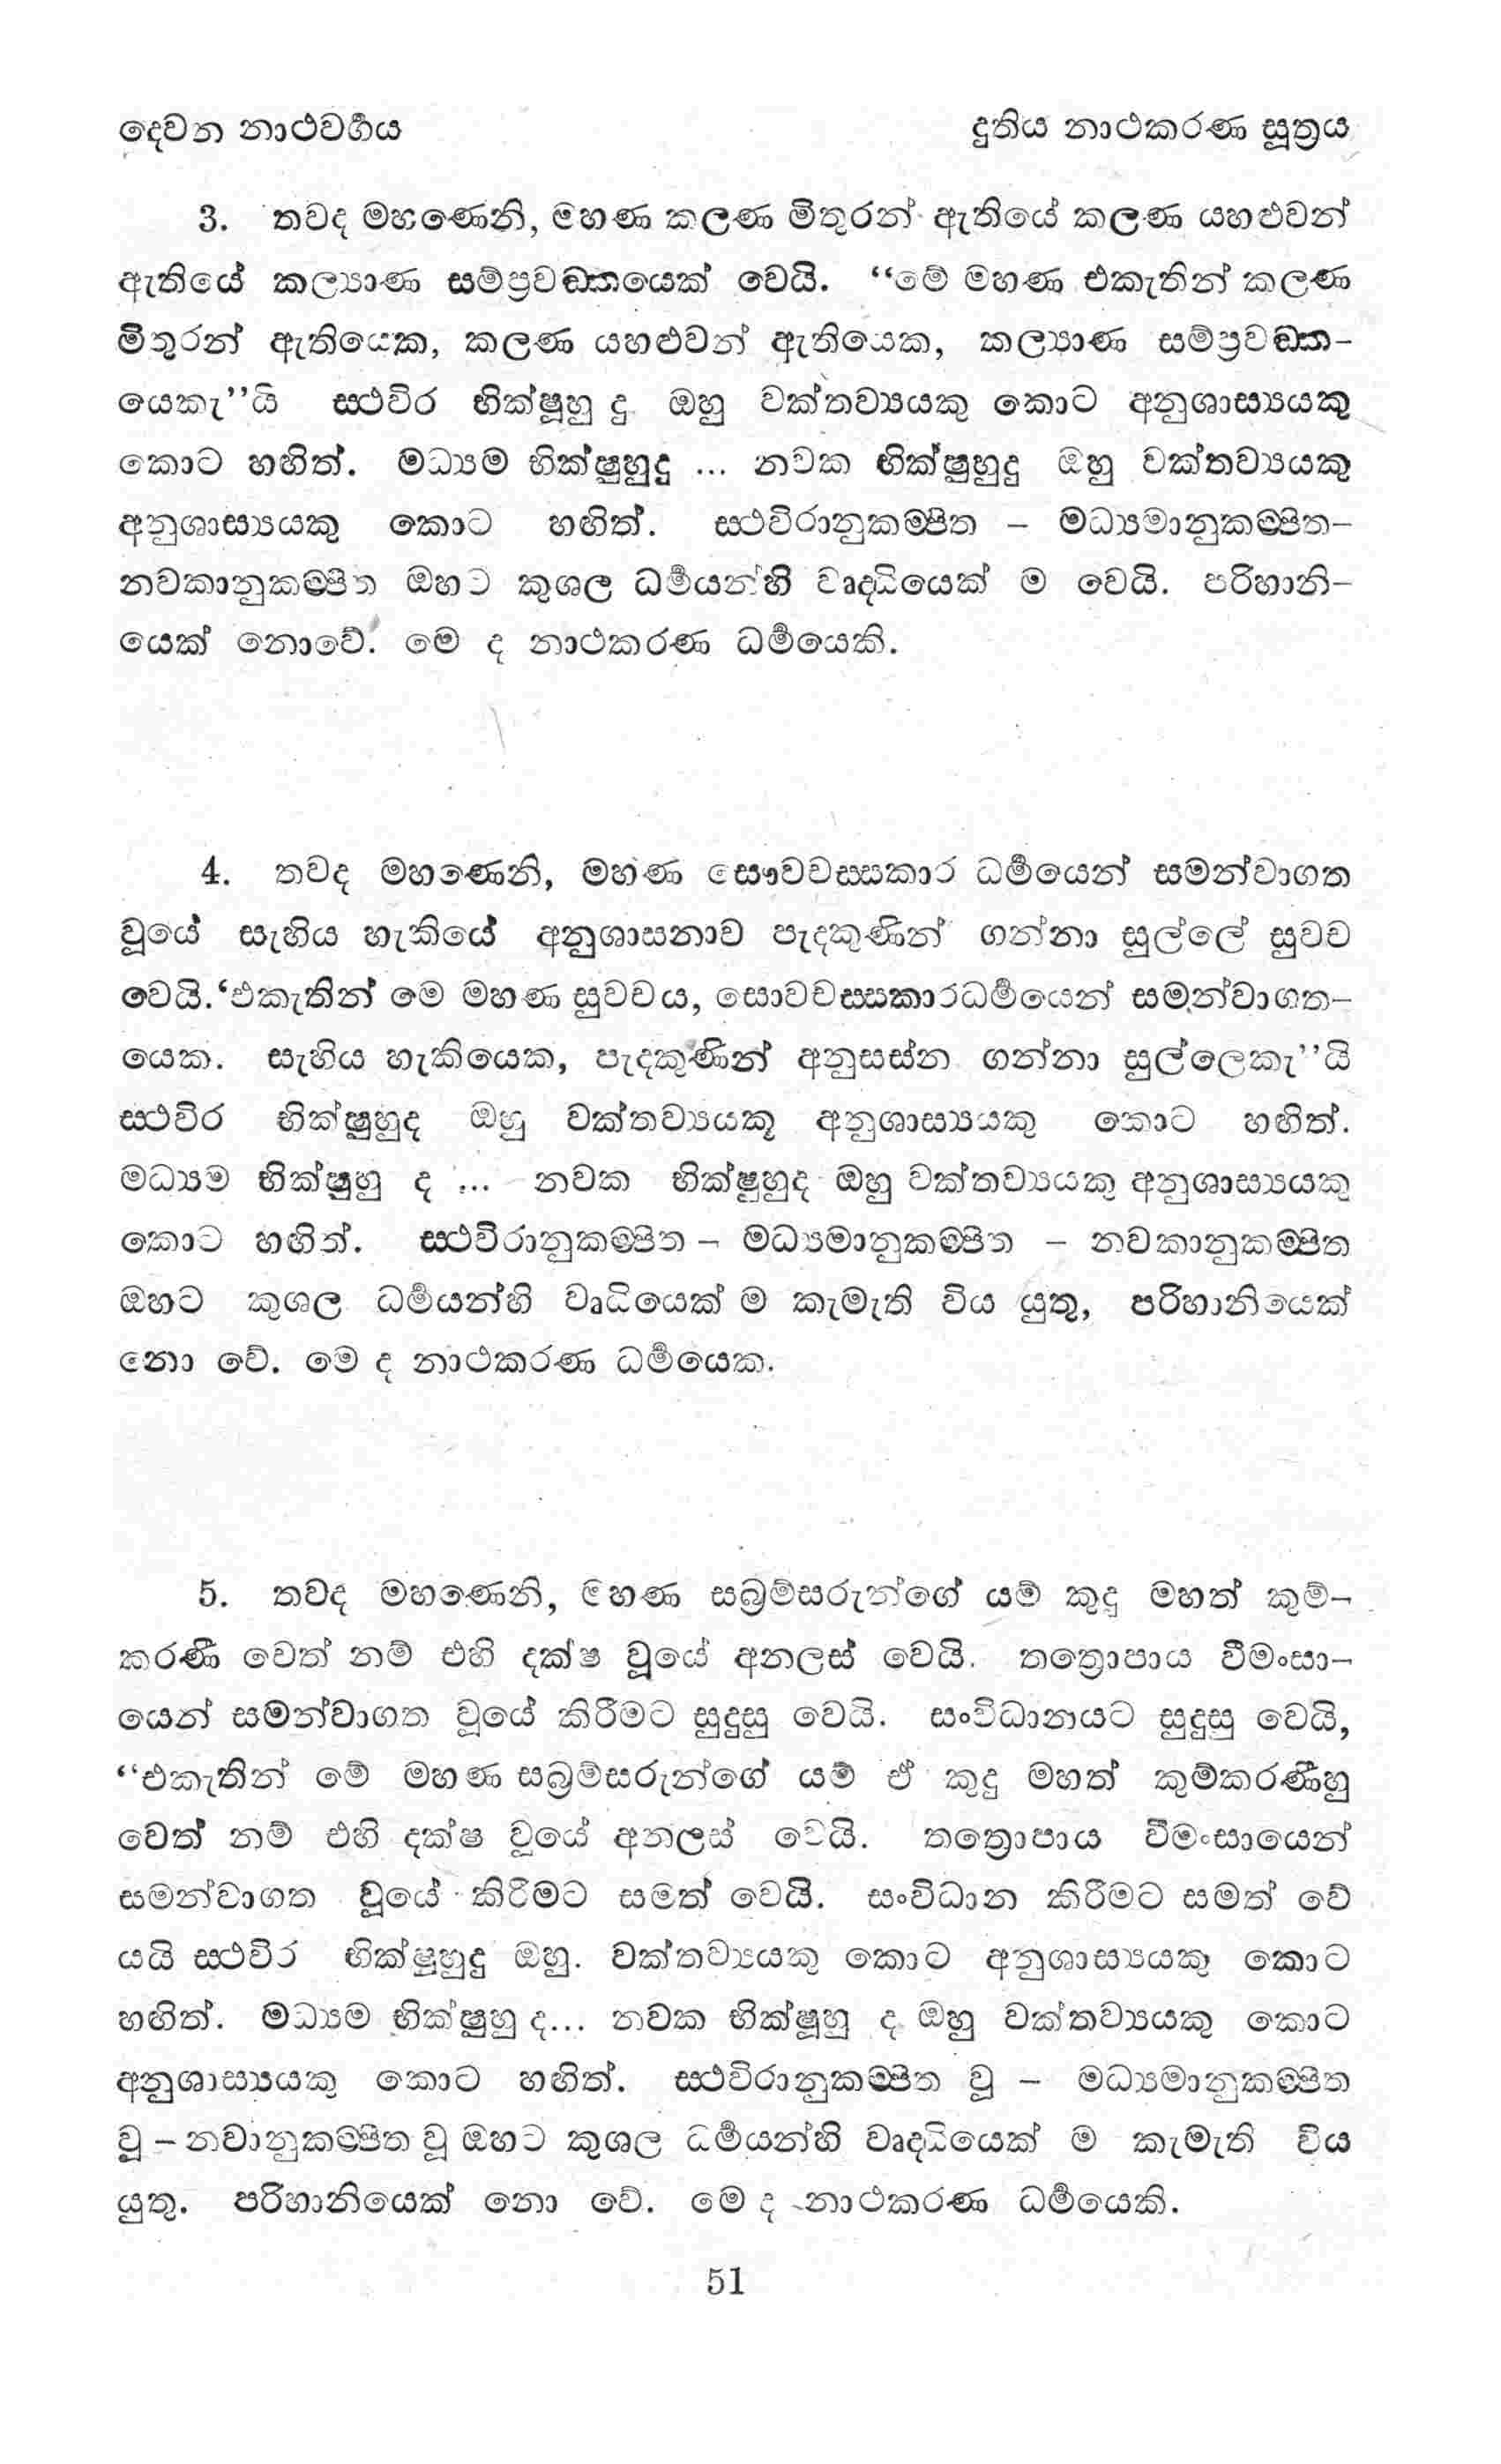 දෙවන නාථවර්‍ගය
දුතිය නාථකරණ සූත්‍රය
3. තවද මහණෙනි, මහණ කලණ මිතුරන් ඇතියේ කලණ යහළුවන්
ඇතියේ කල්‍යාණ සම්ප්‍රවඞ්කයෙක් වෙයි. “මේ මහණ එකැතින් කලණ
මිතුරන් ඇතියෙක, කලණ යහළුවන් ඇතියෙක, කල්‍යාණ සම්ප්‍රවඞ්ක-
යෙකැ”යි ස්‍ථවිර භික්ෂූහු දු ඔහු වක්තව්‍යයකු කොට අනුශාස්‍යයකු
කොට හඟිත්. මධ්‍යම භික්ෂුහුදු ... නවක භික්ෂුහුදු ඔහු වක්තව්‍යයකු
අනුශාස්‍යයකු කොට හඟිත්. ස්‍ථවිරානුකම්‍පිත – මධ්‍යමානුකම්‍පිත–
නවකානුකම්‍පිත ඔහට කුශල ධර්‍මයන්හි වෘද්‍ධියෙක් ම වෙයි. පරිහානි-
යෙක් නොවේ. මෙ ද නාථකරණ ධර්‍මයෙකි.
4. තවද මහණෙනි, මහණ සෞවචස්‍සකාර ධර්‍මයෙන් සමන්වාගත
වූයේ සැහිය හැකියේ අනුශාසනාව පැදකුණින් ගන්නා සුල්ලේ සුවච
වෙයි.‘එකැතින් මෙ මහණ සුවචය, සොවචස්‍සකාරධර්‍මයෙන් සමන්වාගත-
යෙක. සැහිය හැකියෙක, පැදකුණින් අනුසස්න ගන්නා සුල්ලෙකැ”යි
ස්‍ථවිර භික්ෂුහුද ඔහු වක්තව්‍යයකු අනුශාස්‍යයකු කොට හඟිත්.
මධ්‍යම භික්ෂුහු ද ... නවක භික්ෂුහුද ඔහු වක්තව්‍යයකු අනුශාස්‍යයකු
කොට හඟිත්. ස්‍ථවිරානුකම්‍පිත – මධ්‍යමානුකම්‍පිත – නවකානුකම්‍පිත
ඔහට කුශල ධර්‍මයන්හි වෘධියෙක් ම කැමැති විය යුතු, පරිහානියෙක්
නො වේ. මෙ ද නාථකරණ ධර්‍මයෙක.
5. තවද මහණෙනි, මහණ සබ්‍රම්සරුන්ගේ යම් කුදු මහත් කුම්-
කරණී වෙත් නම් එහි දක්ෂ වූයේ අනලස් වෙයි. තත්‍රොපාය වීමංසා-
යෙන් සමන්වාගත වූයේ කිරීමට සුදුසු වෙයි. සංවිධානයට සුදුසු වෙයි,
“එකැතින් මේ මහණ සබ්‍රම්සරුන්ගේ යම් ඒ කුදු මහත් කුම්කරණීහු
වෙත් නම් එහි දක්ෂ වූයේ අනලස් වෙයි. තත්‍රොපාය වීමංසායෙන්
සමන්වාගත වූයේ කිරීමට සමත් වෙයි. සංවිධාන කිරීමට සමත් වේ
යයි ස්‍ථවිර භික්ෂූහුදු ඔහු. වක්තව්‍යයකු කොට අනුශාස්‍යයකු කොට
හඟිත්. මධ්‍යම භික්ෂුහු ද... නවක භික්ෂූහු ද ඔහු වක්තව්‍යයකු කොට
අනුශාස්‍යයකු කොට හඟිත්. ස්‍ථවිරානුකම්‍පිත වූ – මධ්‍යමානුකම්‍පිත
වූ – නවානුකම්‍පිත වූ ඔහට කුශල ධර්‍මයන්හි වෘද්‍ධියෙක් ම කැමැති විය
යුතු. පරිහානියෙක් නො වේ. මෙ ද නාථකරණ ධර්‍මයෙකි.
51